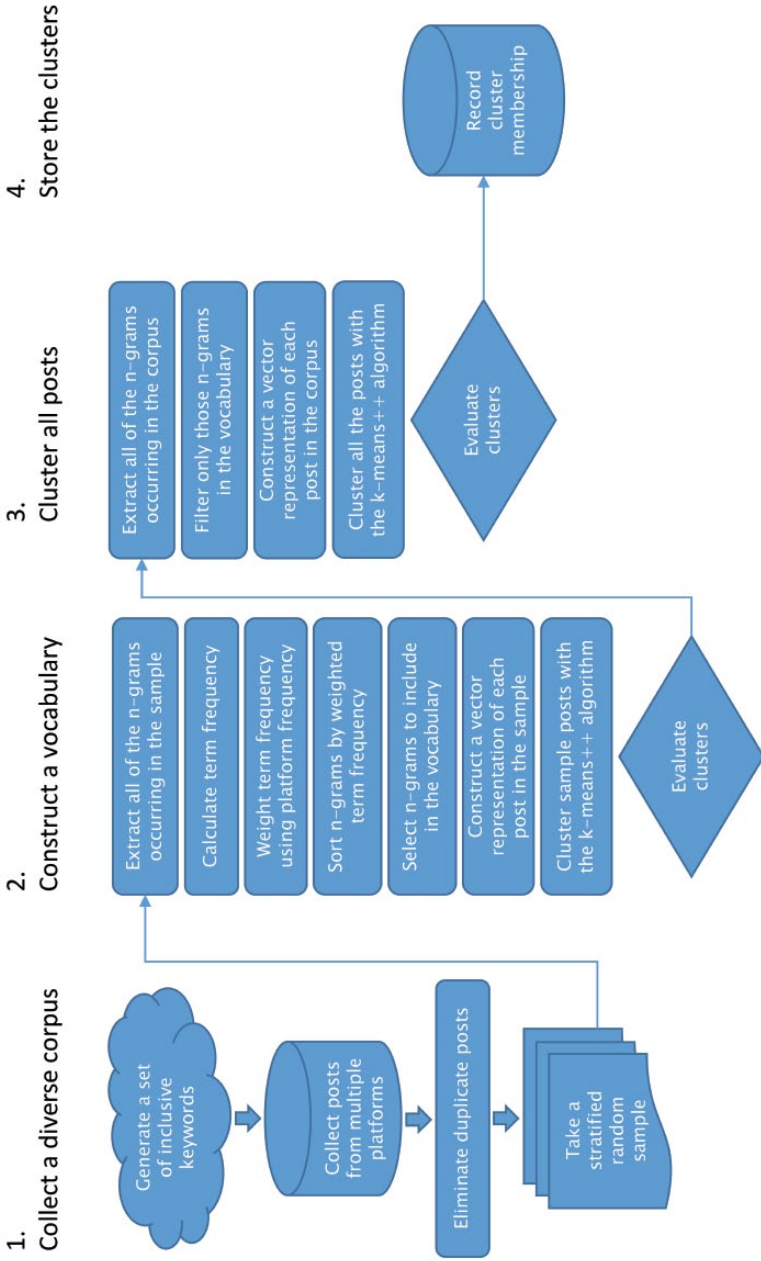 1.
Collect a diverse corpus
Generate a set
of inclusive
keywords
Collect posts
from multiple
platforms
Eliminate duplicate posts
Take a
stratified
random
sample
2.
Construct a vocabulary
Extract all of the n-grams
occurring in the sample
Calculate term frequency
Weight term frequency
using platform frequency
Sort n-grams by weighted
term frequency
Select n-grams to include
in the vocabulary
Construct a vector
representation of each
post in the sample
Cluster sample posts with
the k-means++ algorithm
Evaluate
clusters
3.
Cluster all posts
Extract all of the n-grams
occurring in the corpus
Filter only those n-grams
in the vocabulary
Construct a vector
representation of each
post in the corpus
Cluster all the posts with
the k-means++ algorithm
Evaluate
clusters
4.
Store the clusters
Record
cluster
membership